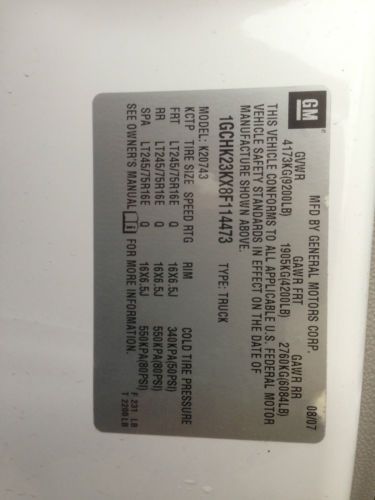 GM
MFD BY GENERAL MOTORS CORP. 08/07
GVWR GAWR FRT GAWR RR
4173KG(9200LB) 1905KG(4200LB) 2760KG(6084LB)
THIS VEHICLE CONFORMS TO ALL APPLICABLE U.S. FEDERAL MOTOR
VEHICLE SAFETY STANDARDS IN EFFECT ON THE DATE OF
MANUFACTURE SHOWN ABOVE.
1GCHK23KX8F114473 TYPE: TRUCK
MODEL: K20743
KCTP TIRE SIZE SPEED RTG RIM COLD TIRE PRESSURE
FRT LT245/75R16E Q 16X6.5J 340KPA(50PSI)
RR LT245/75R16E Q 16X6.5J 550KPA(80PSI)
SPA LT245/75R16E Q 16X6.5J 550KPA(80PSI)
SEE OWNER'S MANUAL i FOR MORE INFORMATION. F 231 LB
T 2200 LB